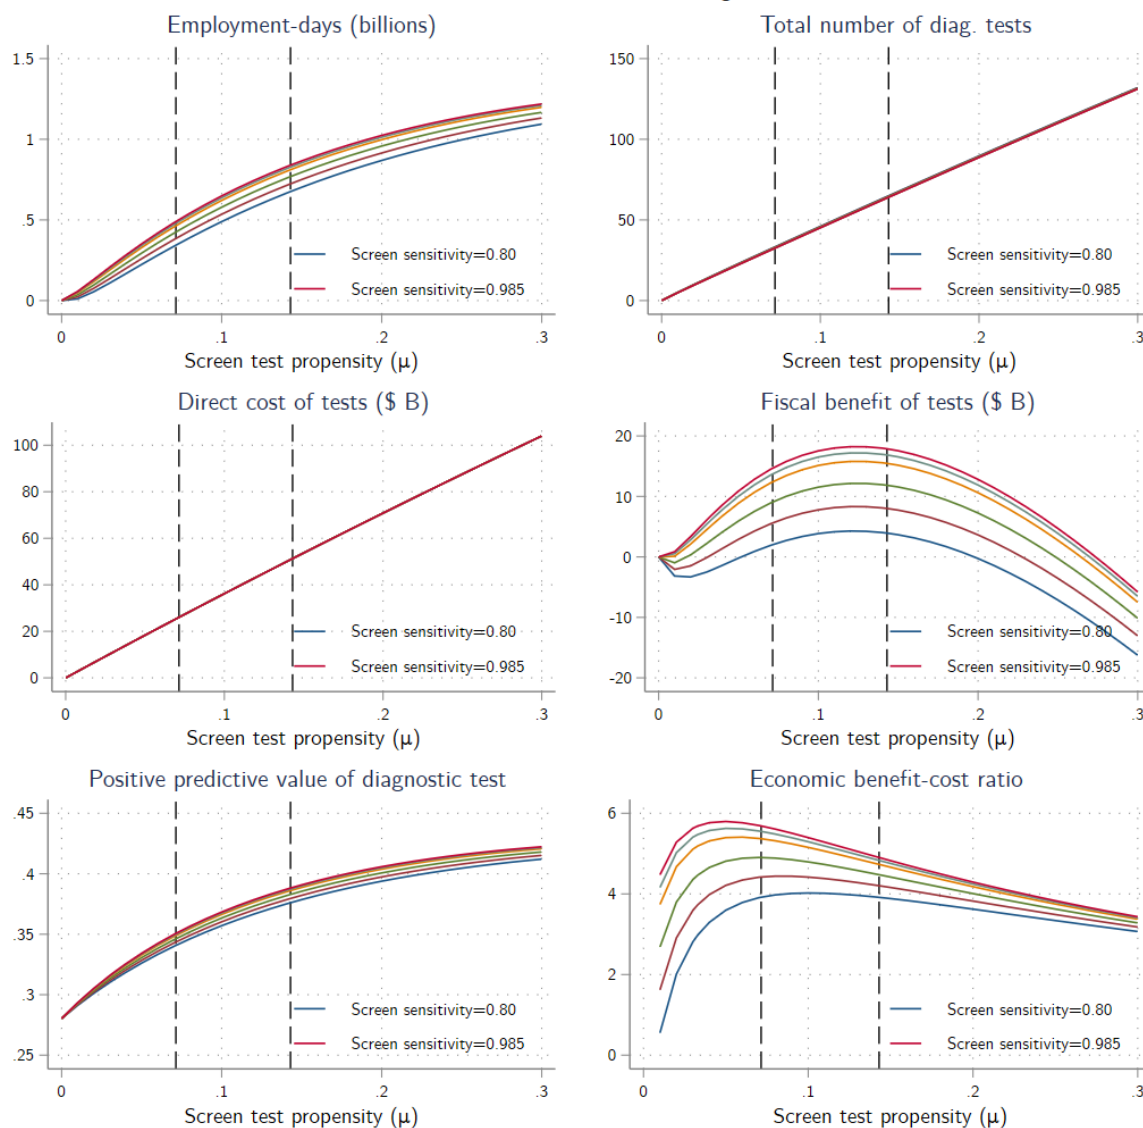 Employment-days (billions)
1.5
1
.5
0
Screen sensitivity=0.80
Screen sensitivity=0.985
0 .1 .2 .3
Screen test propensity (μ)
Total number of diag. tests
150
100
50
0
Screen sensitivity=0.80
Screen sensitivity=0.985
0 .1 .2 .3
Screen test propensity (μ)
Direct cost of tests ($ B)
100
80
60
40
20
0
Screen sensitivity=0.80
Screen sensitivity=0.985
0 .1 .2 .3
Screen test propensity (μ)
Fiscal benefit of tests ($ B)
20
10
0
-10
-20
Screen sensitivity=0.80
Screen sensitivity=0.985
0 .1 .2 .3
Screen test propensity (μ)
Positive predictive value of diagnostic test
.45
.4
.35
.3
.25
Screen sensitivity=0.80
Screen sensitivity=0.985
0 .1 .2 .3
Screen test propensity (μ)
Economic benefit-cost ratio
6
4
2
0
Screen sensitivity=0.80
Screen sensitivity=0.985
0 .1 .2 .3
Screen test propensity (μ)